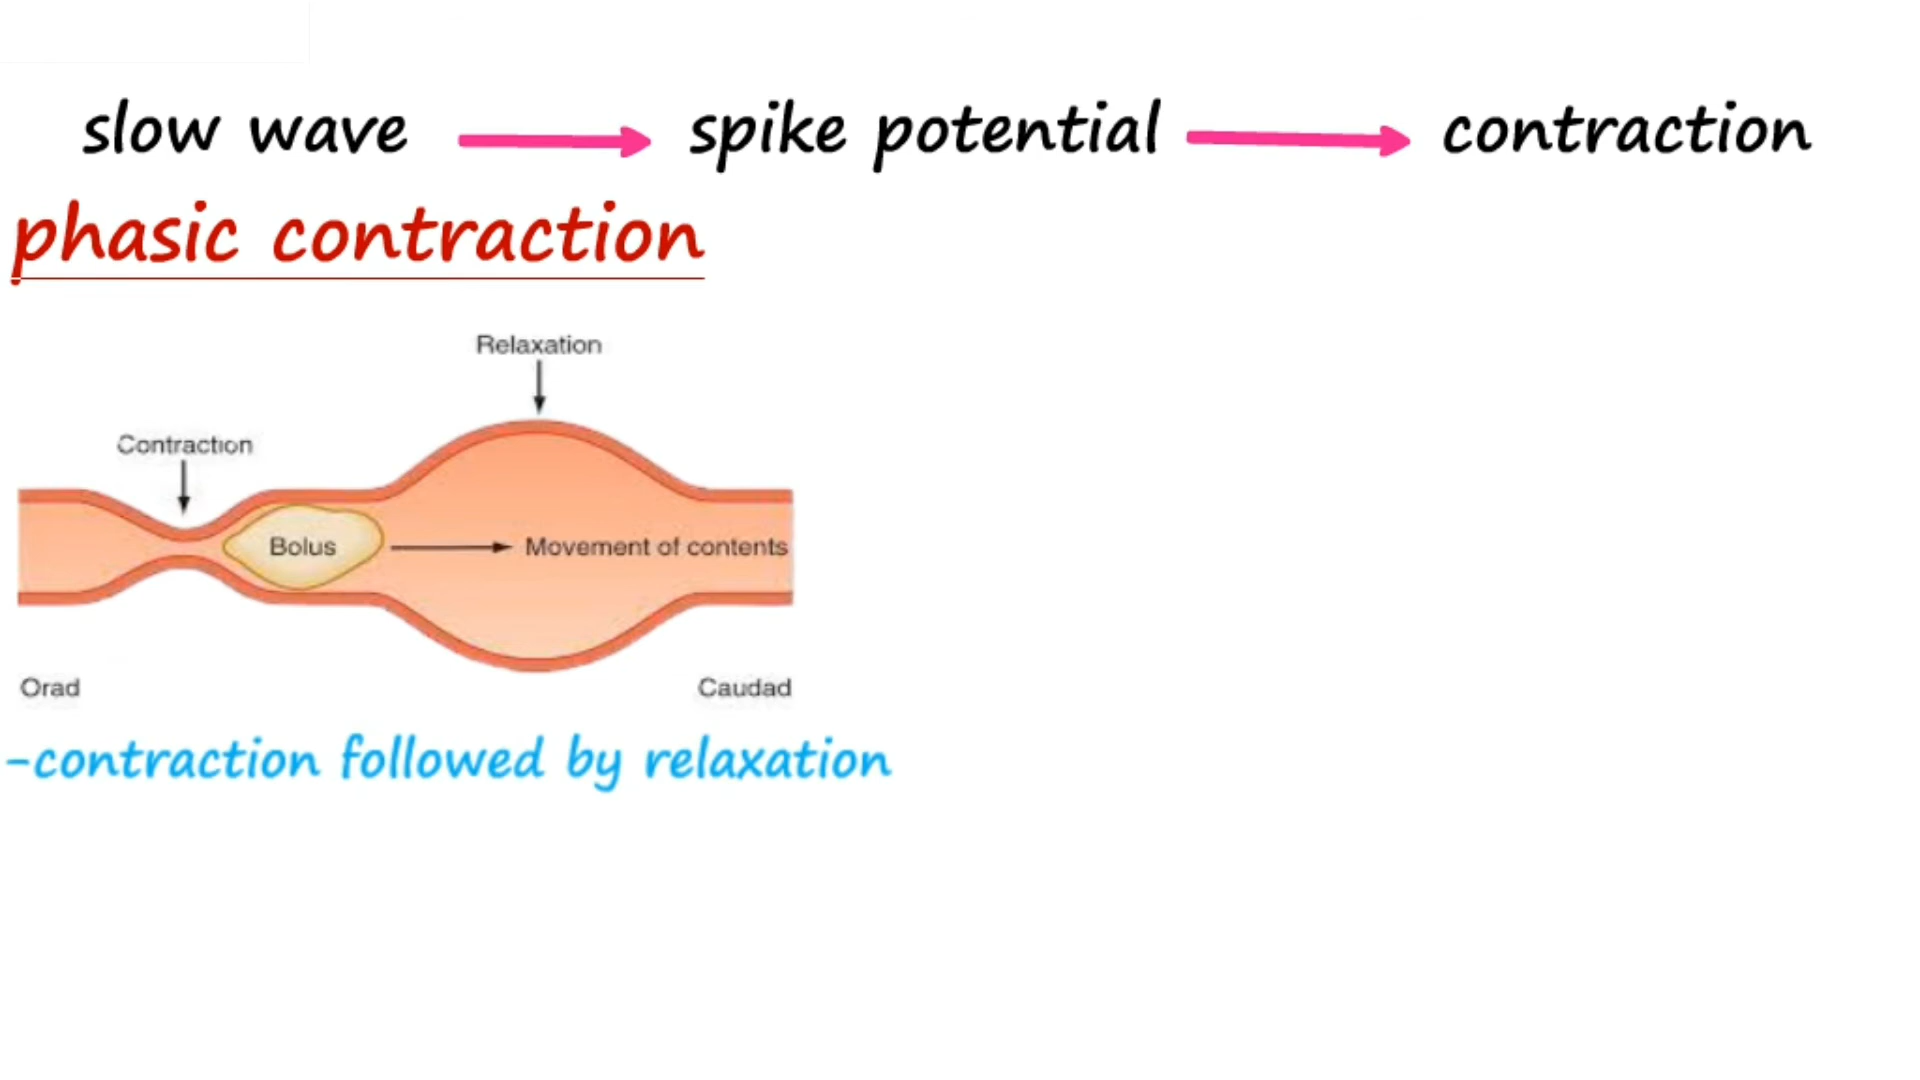 slow wave spike potential contraction
phasic contraction
Relaxation
Contraction
Bolus Movement of contents
Orad Caudad
-contraction followed by relaxation